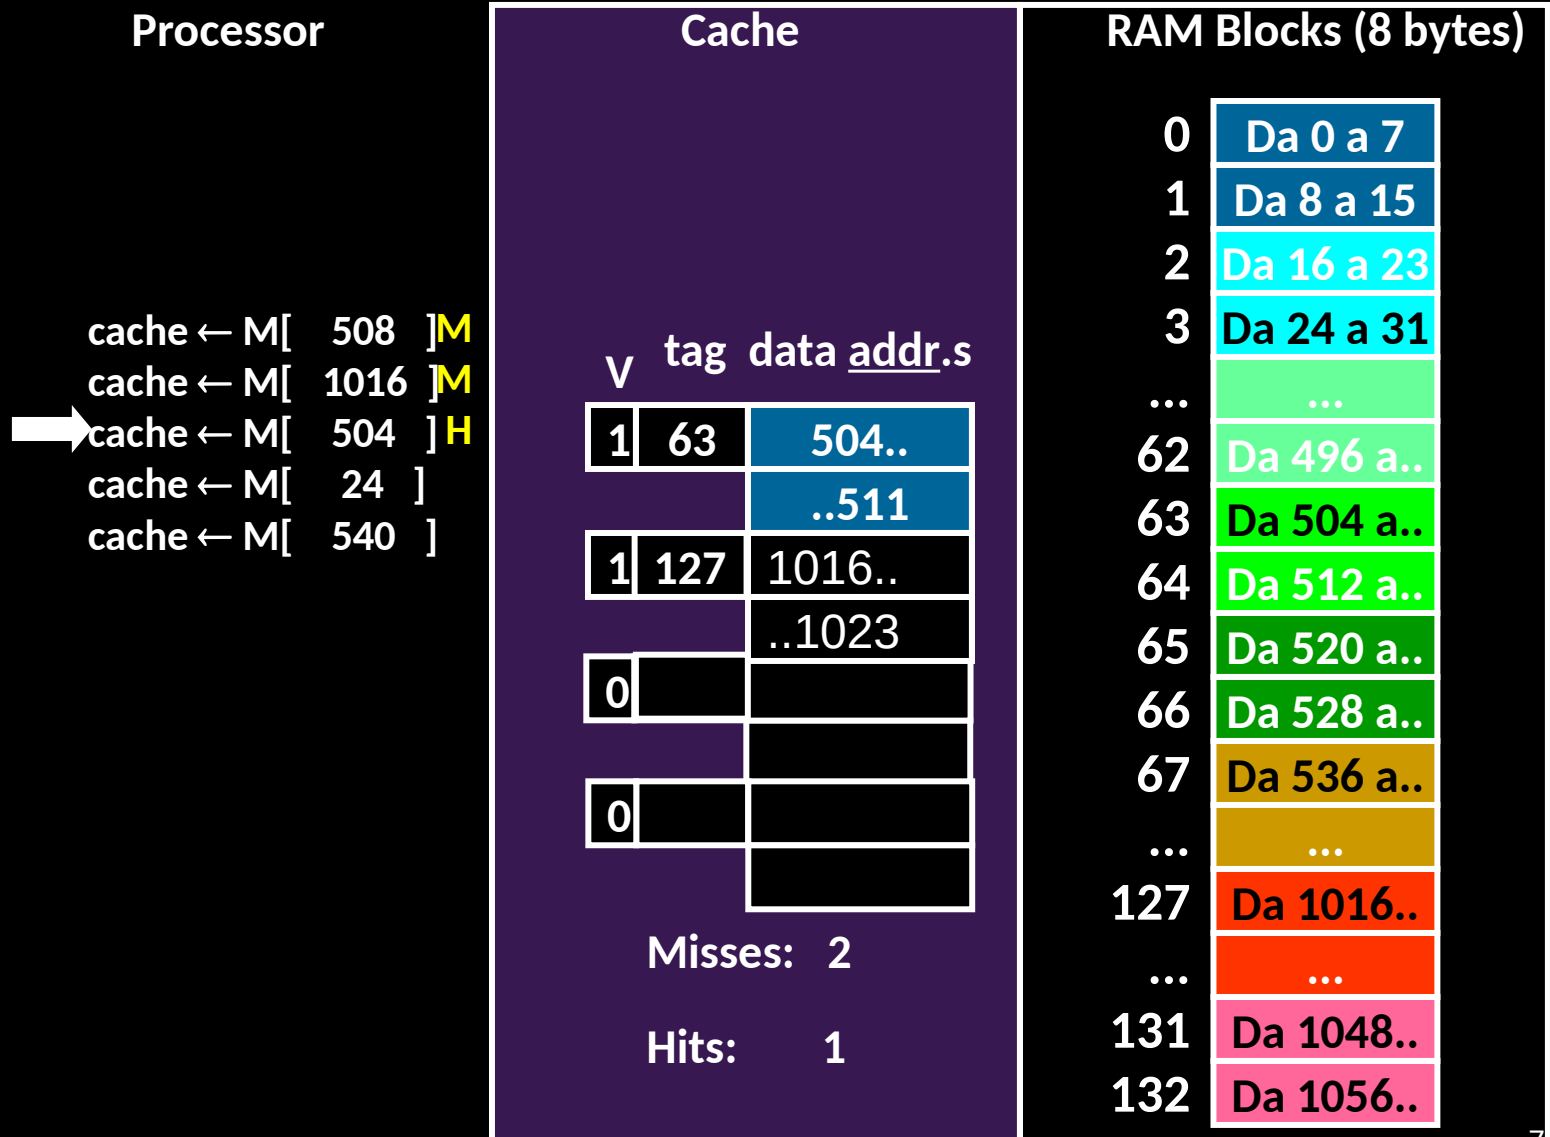 Processor
cache ← M[ 508 ] M
cache ← M[ 1016 ] M
cache ← M[ 504 ] H
cache ← M[ 24 ]
cache ← M[ 540 ]
Cache
V tag data addr.s
1 63 504..
..511
1 127 1016..
..1023
0
0
Misses: 2
Hits: 1
RAM Blocks (8 bytes)
0 Da 0 a 7
1 Da 8 a 15
2 Da 16 a 23
3 Da 24 a 31
... ...
62 Da 496 a..
63 Da 504 a..
64 Da 512 a..
65 Da 520 a..
66 Da 528 a..
67 Da 536 a..
... ...
127 Da 1016..
... ...
131 Da 1048..
132 Da 1056..